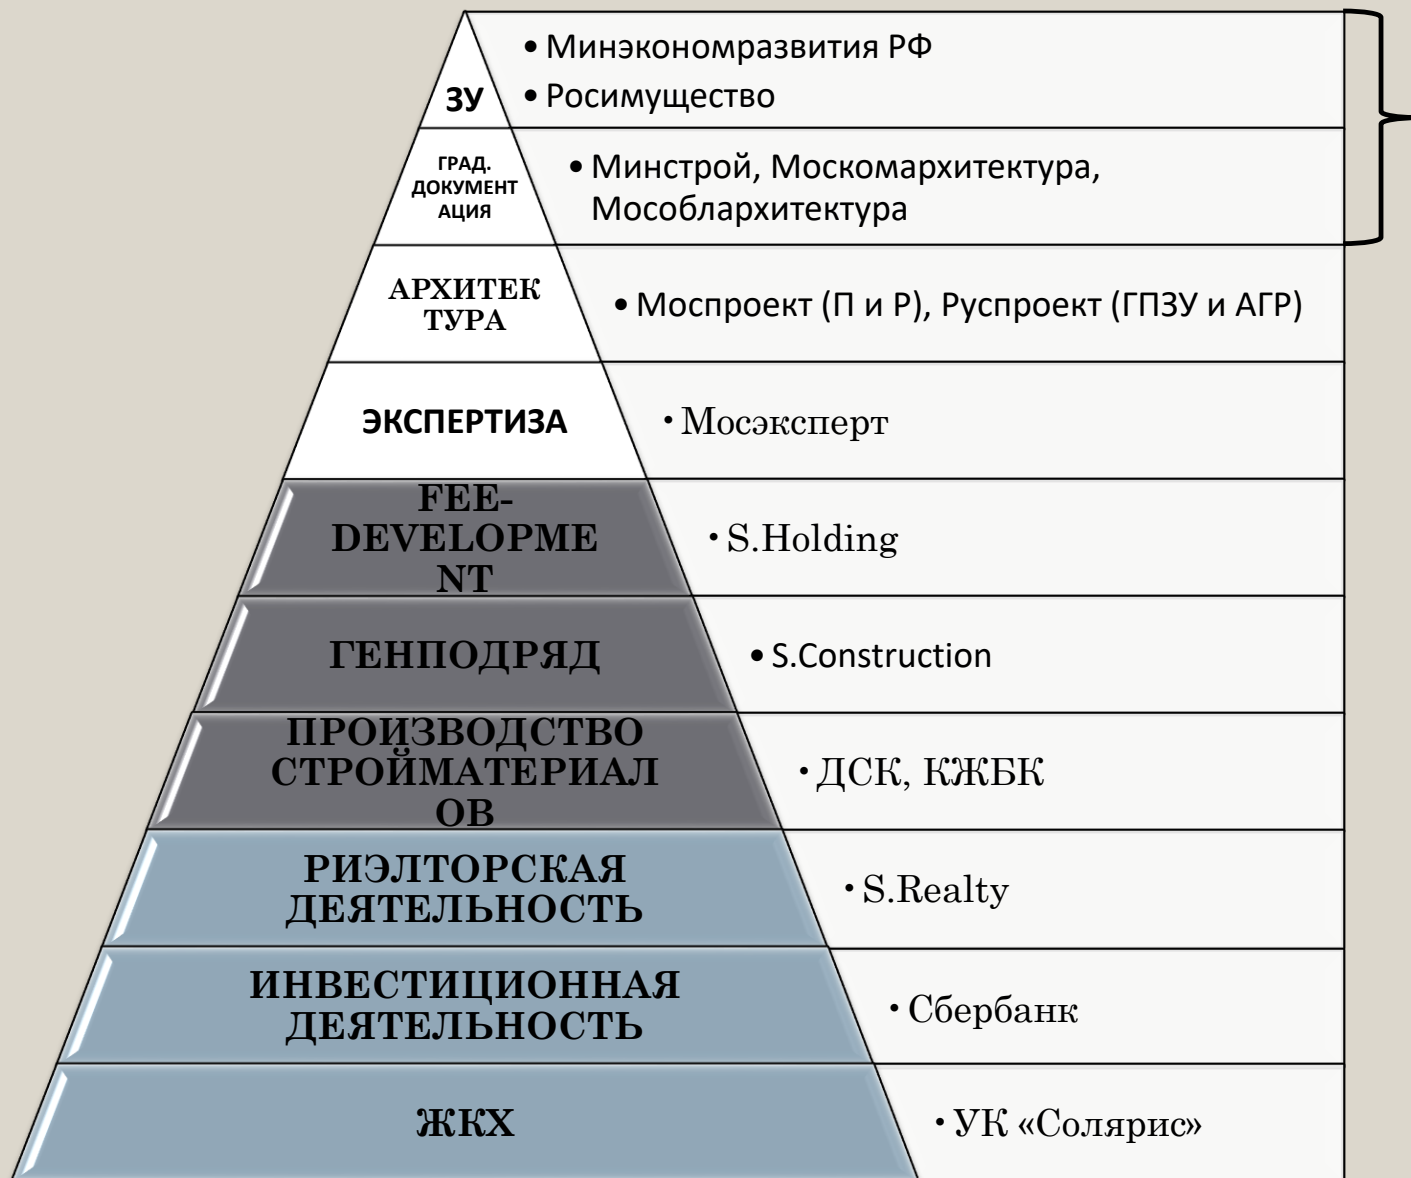 ЗУ
• Минэкономразвития РФ
• Росимущество
ГРАД.
ДОКУМЕНТ
АЦИЯ
• Минстрой, Москомархитектура,
Мособлархитектура
АРХИТЕК
ТУРА
• Моспроект (П и Р), Руспроект (ГПЗУ и АГР)
ЭКСПЕРТИЗА
• Мосэксперт
FEE-
DEVELOPME
NT
• S.Holding
ГЕНПОДРЯД
• S.Construction
ПРОИЗВОДСТВО
СТРОЙМАТЕРИАЛ
ОВ
• ДСК, КЖБК
РИЭЛТОРСКАЯ
ДЕЯТЕЛЬНОСТЬ
• S.Realty
ИНВЕСТИЦИОННАЯ
ДЕЯТЕЛЬНОСТЬ
• Сбербанк
ЖКХ
• УК «Солярис»